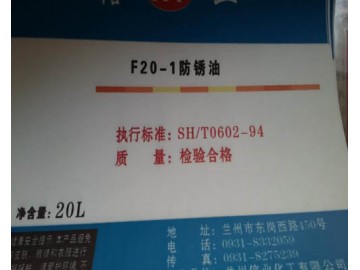 F20-1防锈油
执行标准：SH/T0602-94
质　量：检验合格
净含量：20L
地　址：兰州市东岗西路450号
电　话：0931-8332059
传　真：0931-8275239